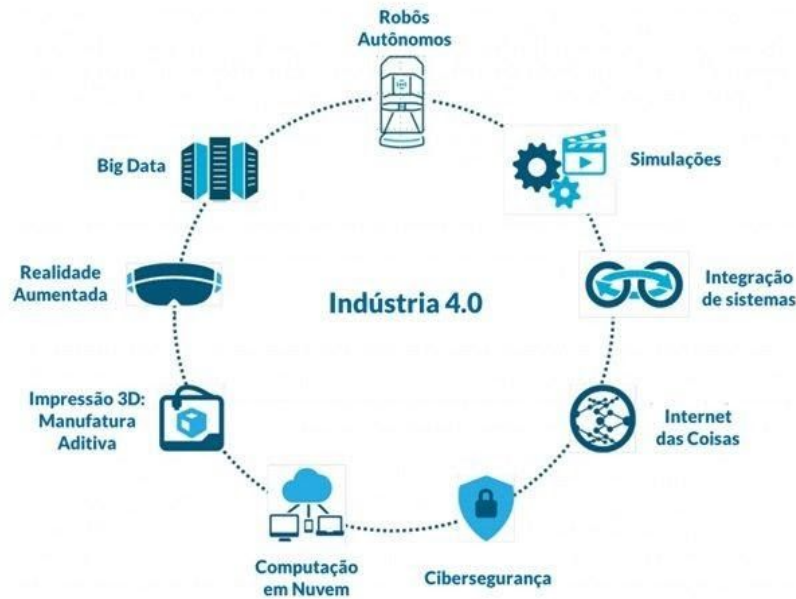 Robôs
Autônomos
Simulações
Integração
de sistemas
Internet
das Coisas
Cibersegurança
Computação
em Nuvem
Impressão 3D:
Manufatura
Aditiva
Realidade
Aumentada
Big Data
Indústria 4.0